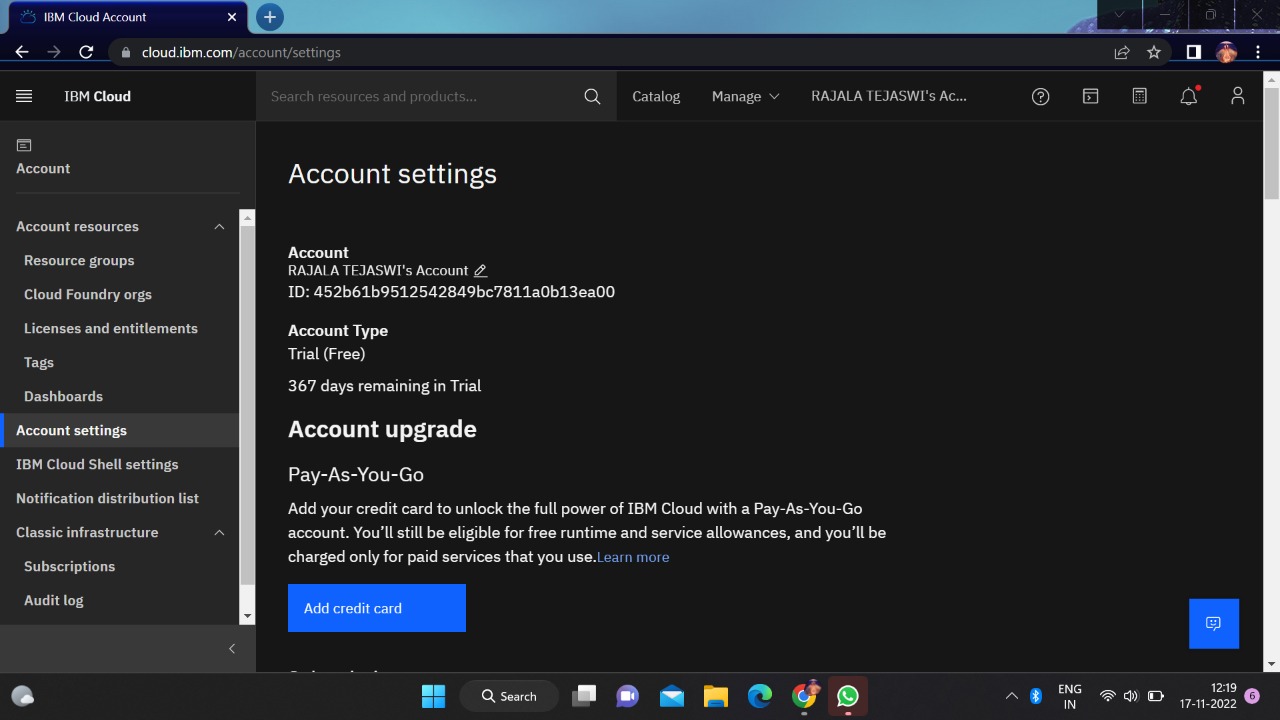 IBM Cloud Account
cloud.ibm.com/account/settings
IBM Cloud
Search resources and products...
Catalog
Manage
RAJALA TEJASWI's Ac...
Account
Account resources
Resource groups
Cloud Foundry orgs
Licenses and entitlements
Tags
Dashboards
Account settings
IBM Cloud Shell settings
Notification distribution list
Classic infrastructure
Subscriptions
Audit log
Account settings
Account
RAJALA TEJASWI's Account
ID: 452b61b9512542849bc7811a0b13ea00
Account Type
Trial (Free)
367 days remaining in Trial
Account upgrade
Pay-As-You-Go
Add your credit card to unlock the full power of IBM Cloud with a Pay-As-You-Go
account. You’ll still be eligible for free runtime and service allowances, and you’ll be
charged only for paid services that you use.Learn more
Add credit card
Search
ENG
IN
12:19
17-11-2022
6